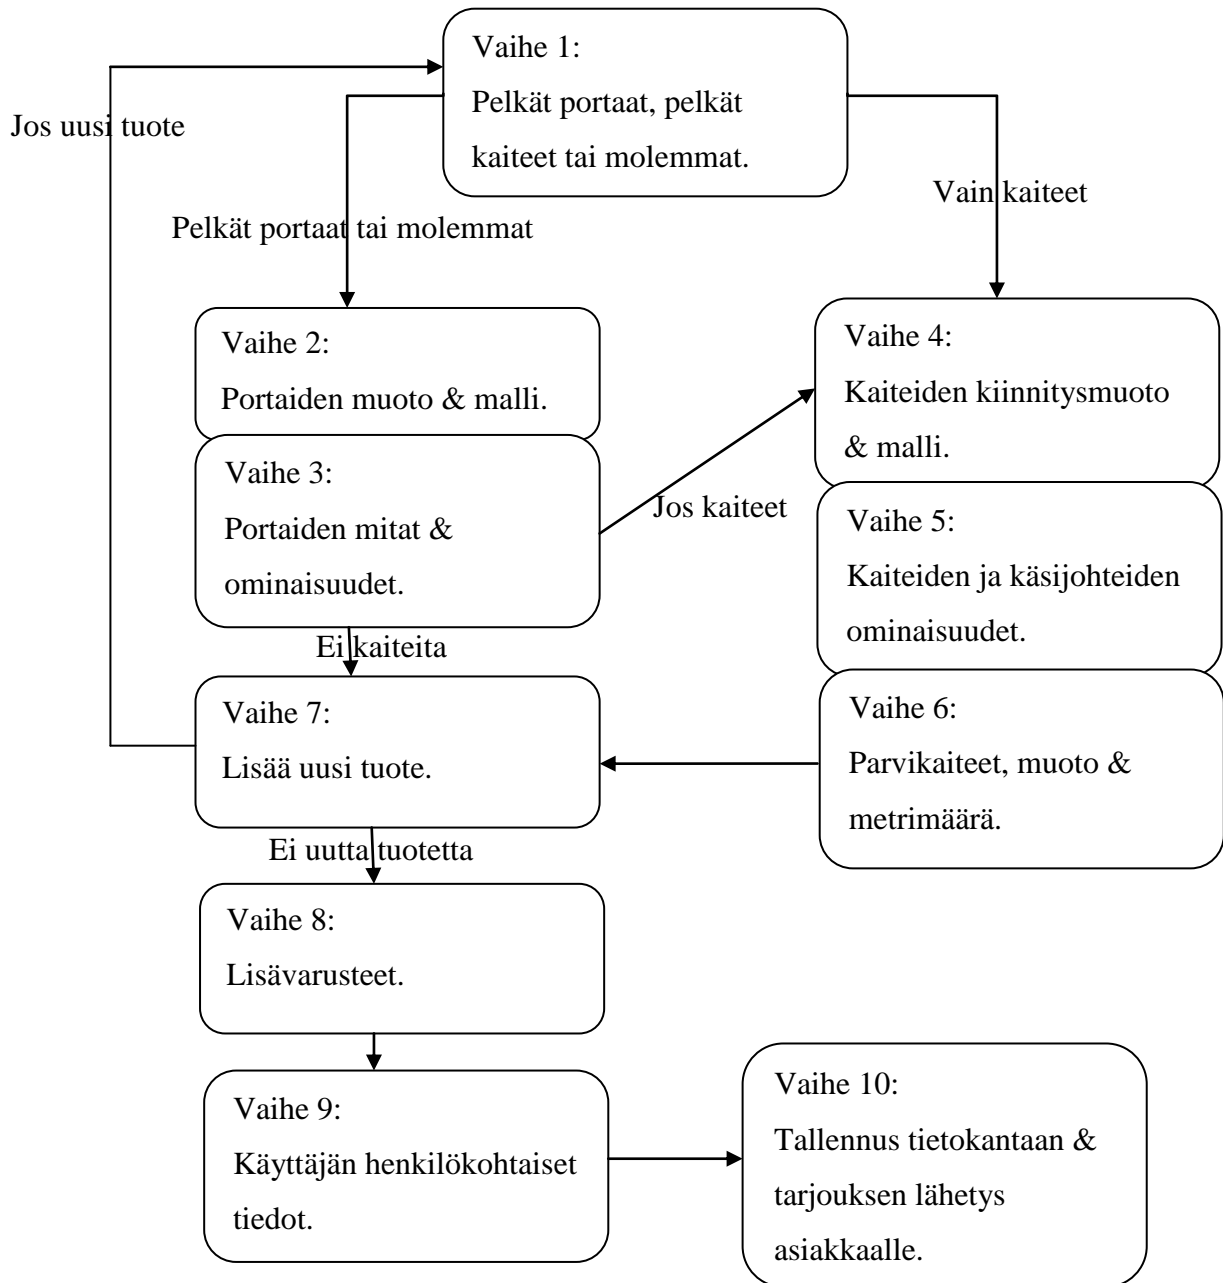 Vaihe 1:
Pelkät portaat, pelkät
kaiteet tai molemmat.
Jos uusi tuote
Vain kaiteet
Pelkät portaat tai molemmat
Vaihe 2:
Portaiden muoto & malli.
Vaihe 3:
Portaiden mitat &
ominaisuudet.
Jos kaiteet
Vaihe 4:
Kaiteiden kiinnitysmuoto
& malli.
Vaihe 5:
Kaiteiden ja käsijohteiden
ominaisuudet.
Vaihe 6:
Parvikaiteet, muoto &
metrimäärä.
Ei kaiteita
Vaihe 7:
Lisää uusi tuote.
Ei uutta tuotetta
Vaihe 8:
Lisävarusteet.
Vaihe 9:
Käyttäjän henkilökohtaiset
tiedot.
Vaihe 10:
Tallennus tietokantaan &
tarjouksen lähetys
asiakkaalle.